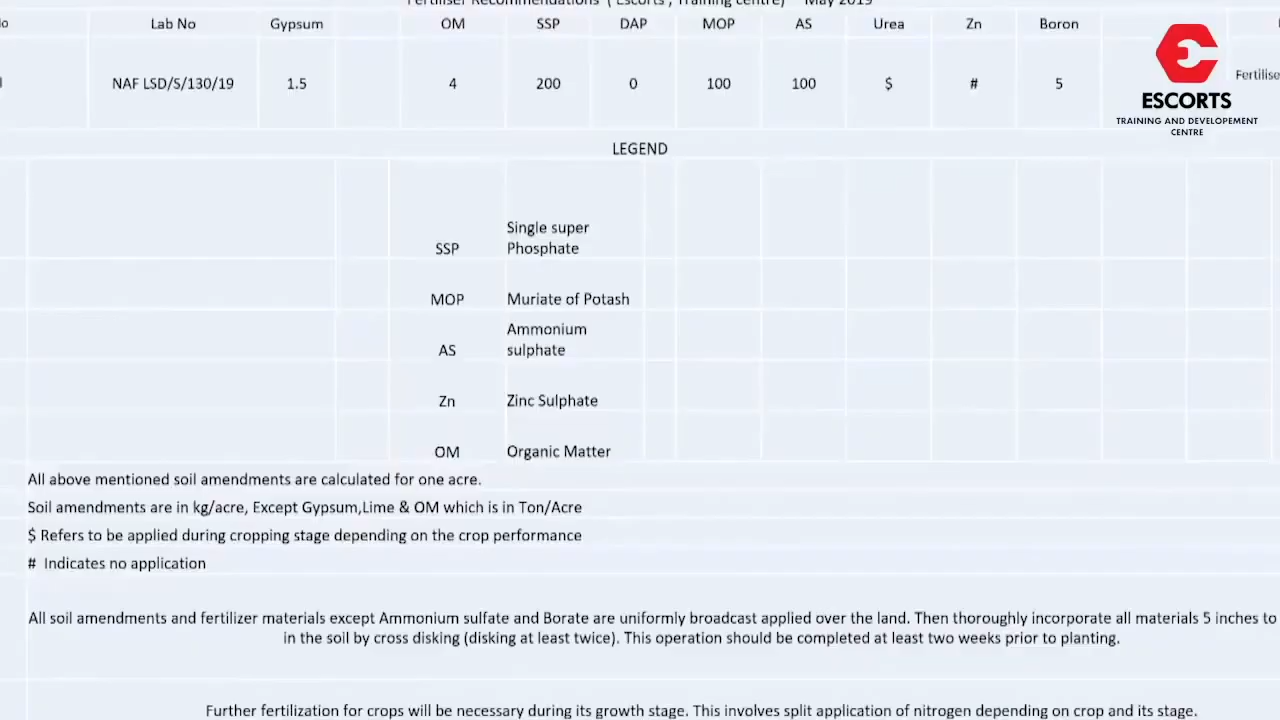 Fertiliser Recommendations ( Escorts , Training centre) May 2019
Lab No Gypsum OM SSP DAP MOP AS Urea Zn Boron
NAF LSD/S/130/19 1.5 4 200 0 100 100 $ # 5
ESCORTS
TRAINING AND DEVELOPEMENT
CENTRE
LEGEND
SSP Single super
Phosphate
MOP Muriate of Potash
AS Ammonium
sulphate
Zn Zinc Sulphate
OM Organic Matter
All above mentioned soil amendments are calculated for one acre.
Soil amendments are in kg/acre, Except Gypsum,Lime & OM which is in Ton/Acre
$ Refers to be applied during cropping stage depending on the crop performance
# Indicates no application
All soil amendments and fertilizer materials except Ammonium sulfate and Borate are uniformly broadcast applied over the land. Then thoroughly incorporate all materials 5 inches to
in the soil by cross disking (disking at least twice). This operation should be completed at least two weeks prior to planting.
Further fertilization for crops will be necessary during its growth stage. This involves split application of nitrogen depending on crop and its stage.